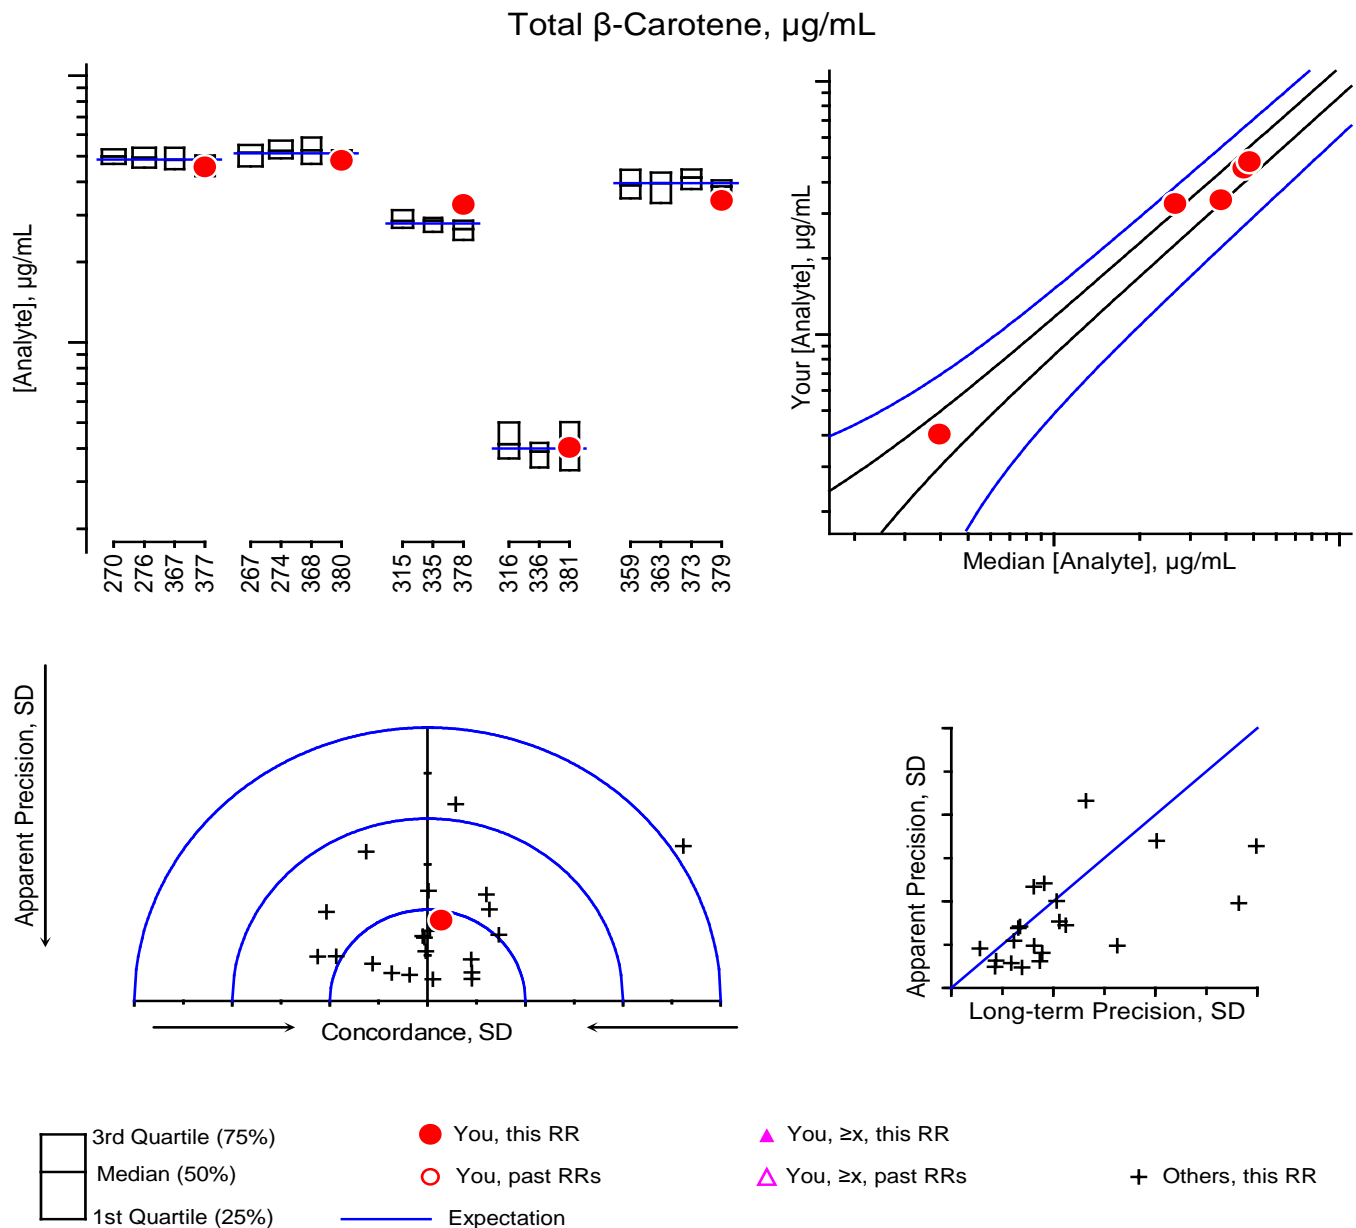 Total β-Carotene, µg/mL
[Analyte], µg/mL
270 276 367 377 267 274 368 380 315 335 378 316 336 381 359 363 373 379
Your [Analyte], µg/mL
Median [Analyte], µg/mL
Apparent Precision, SD
Concordance, SD
Apparent Precision, SD
Long-term Precision, SD
3rd Quartile (75%)
Median (50%)
1st Quartile (25%)
You, this RR
You, past RRs
Expectation
You, ≥x, this RR
You, ≥x, past RRs
Others, this RR